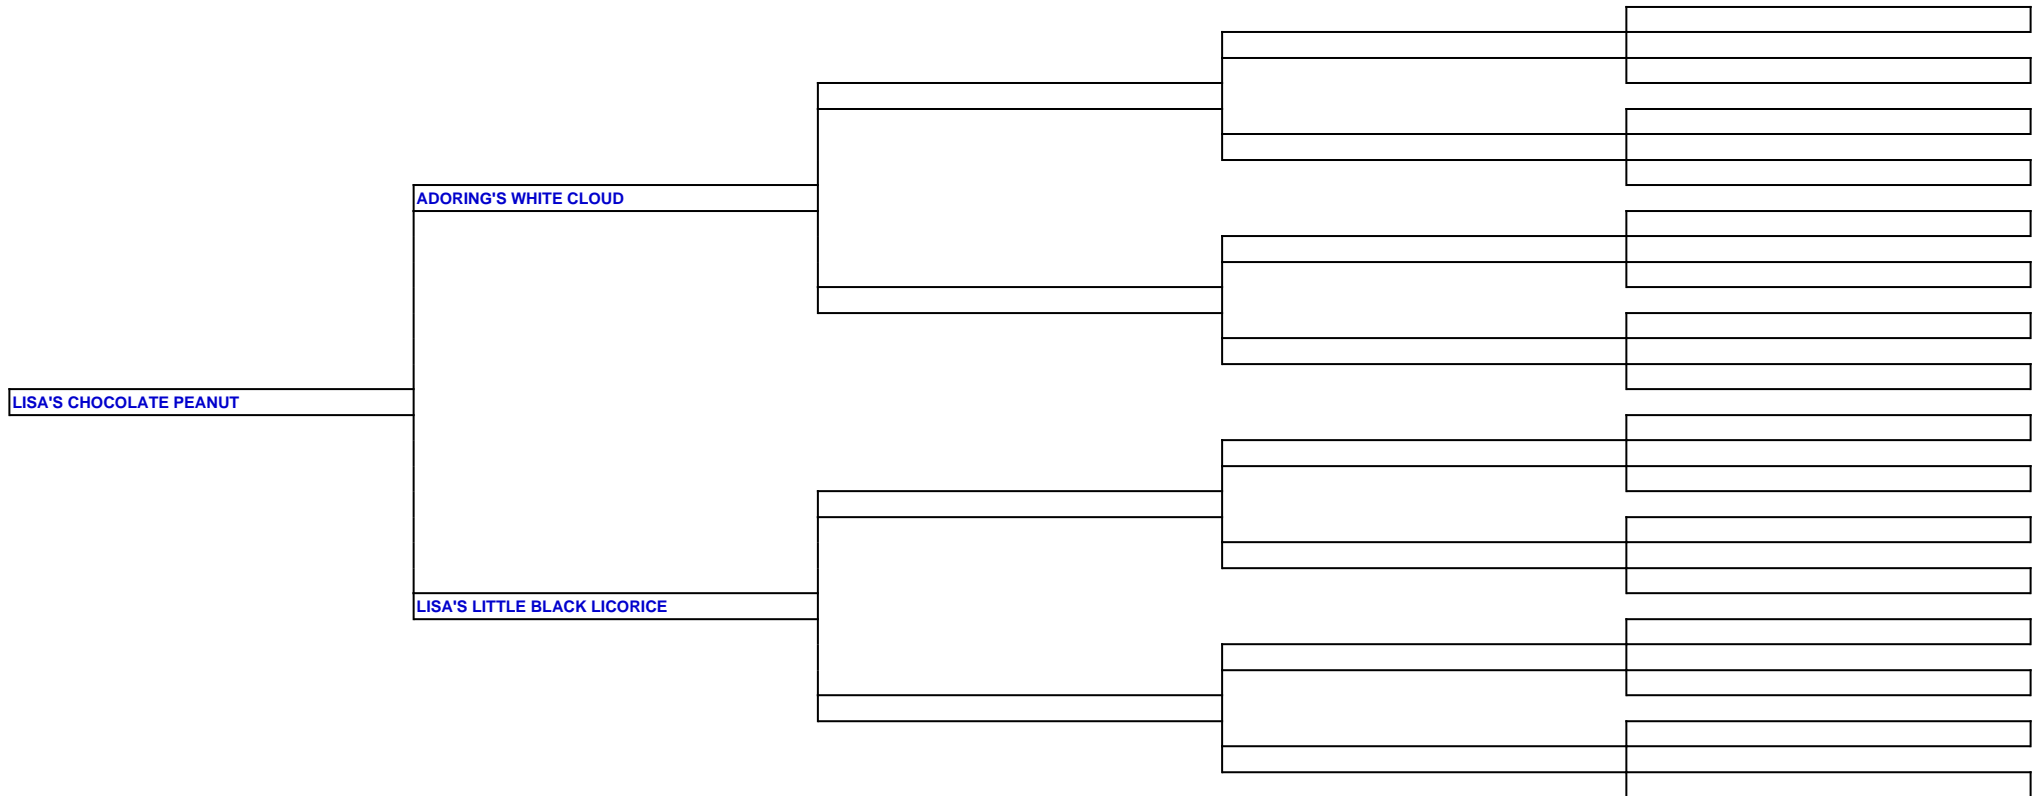 ADORING'S WHITE CLOUD
LISA'S CHOCOLATE PEANUT
LISA'S LITTLE BLACK LICORICE